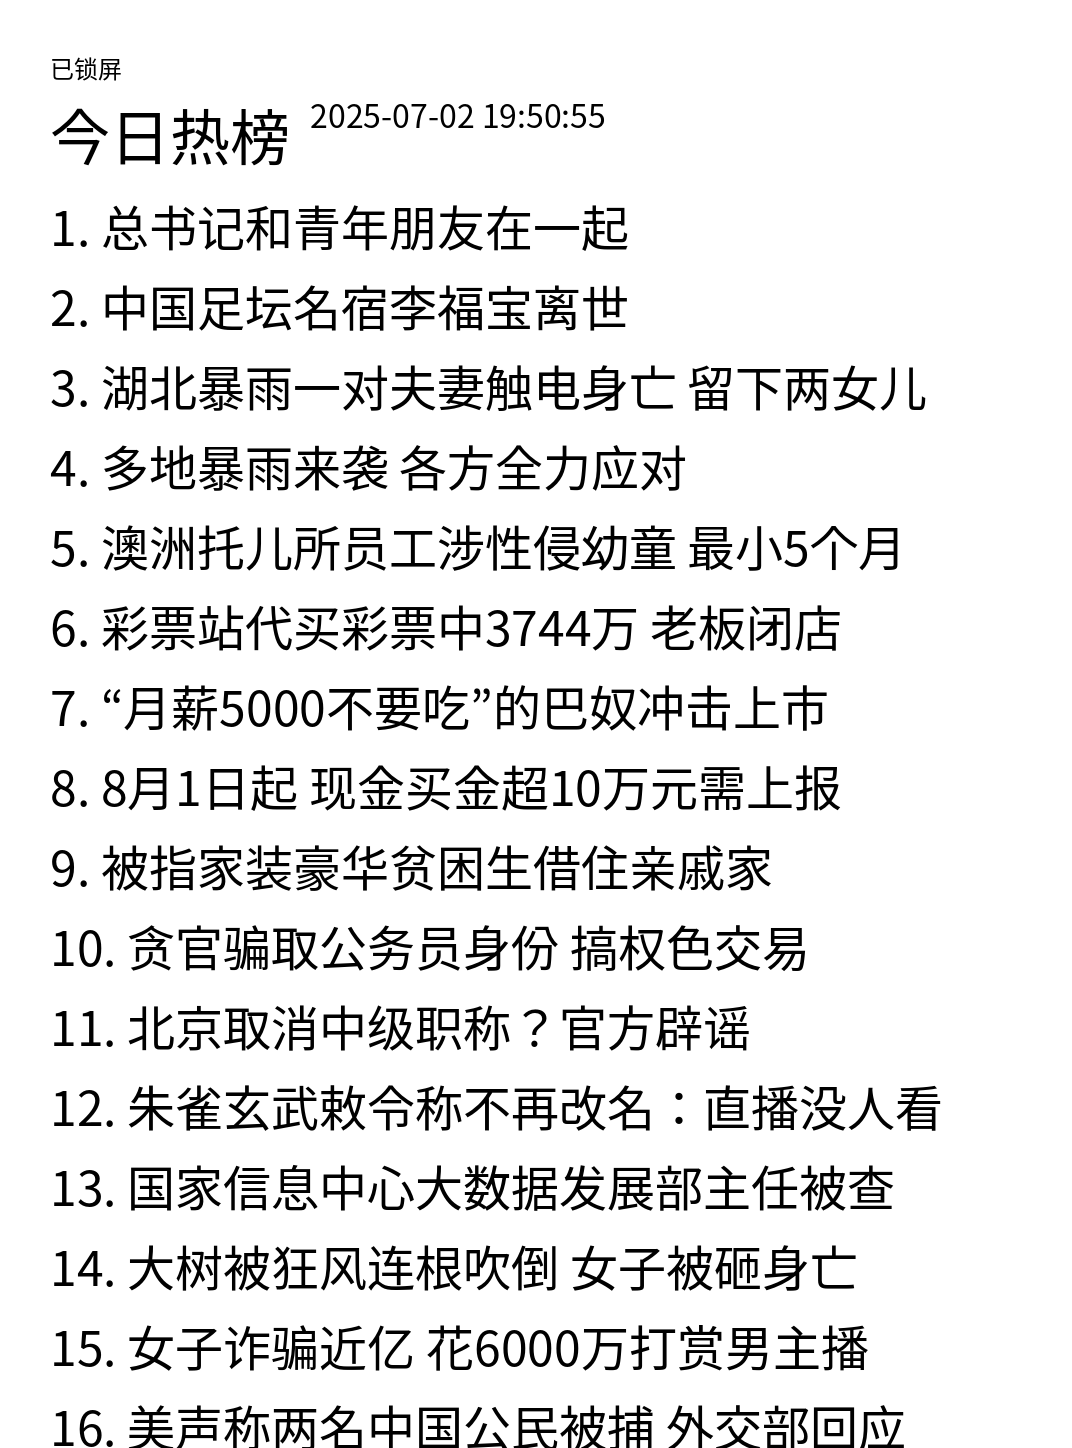 已锁屏
今日热榜 2025-07-02 19:50:55
1. 总书记和青年朋友在一起
2. 中国足坛名宿李福宝离世
3. 湖北暴雨一对夫妻触电身亡 留下两女儿
4. 多地暴雨来袭 各方全力应对
5. 澳洲托儿所员工涉性侵幼童 最小5个月
6. 彩票站代买彩票中3744万 老板闭店
7. “月薪5000不要吃”的巴奴冲击上市
8. 8月1日起 现金买金超10万元需上报
9. 被指家装豪华贫困生借住亲戚家
10. 贪官骗取公务员身份 搞权色交易
11. 北京取消中级职称？官方辟谣
12. 朱雀玄武敕令称不再改名：直播没人看
13. 国家信息中心大数据发展部主任被查
14. 大树被狂风连根吹倒 女子被砸身亡
15. 女子诈骗近亿 花6000万打赏男主播
16. 美声称两名中国公民被捕 外交部回应